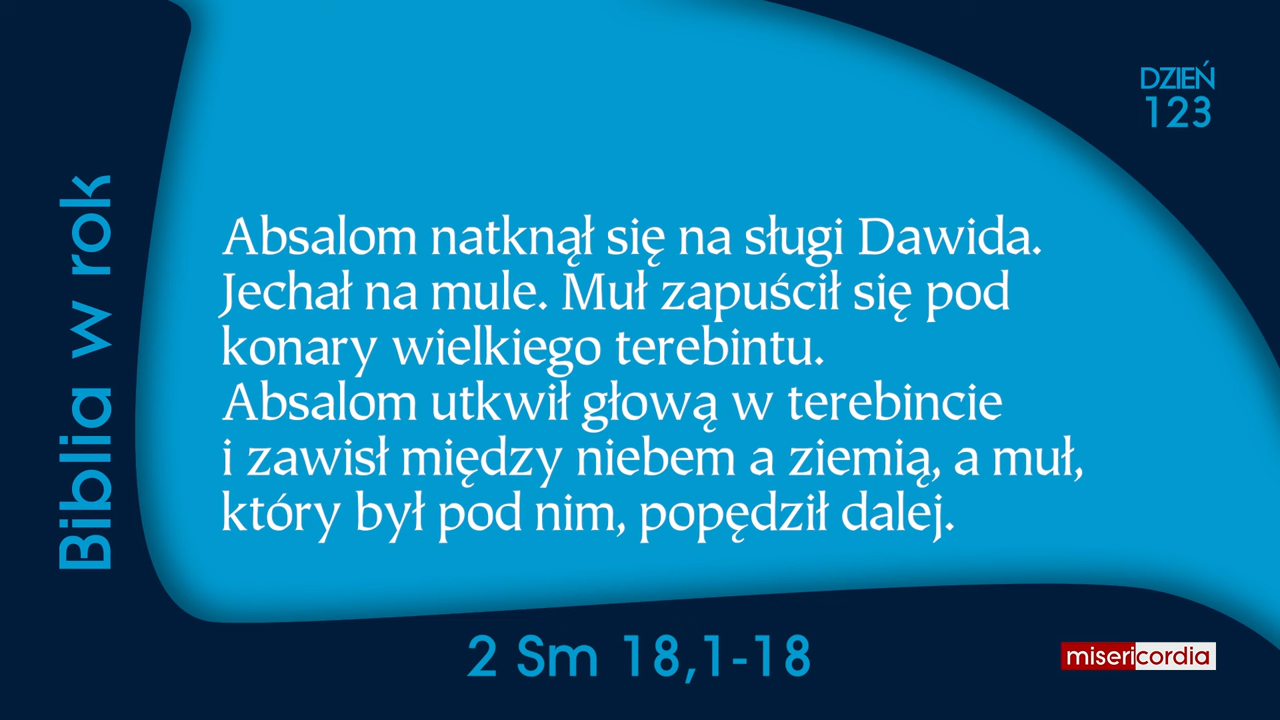 DZIEŃ
123
Biblia w rok
Absalom natknął się na sługi Dawida.
Jechał na mule. Muł zapuścił się pod
konary wielkiego terebintu.
Absalom utkwił głową w terebincie
i zawisł między niebem a ziemią, a muł,
który był pod nim, popędził dalej.
2 Sm 18,1-18
misericordia